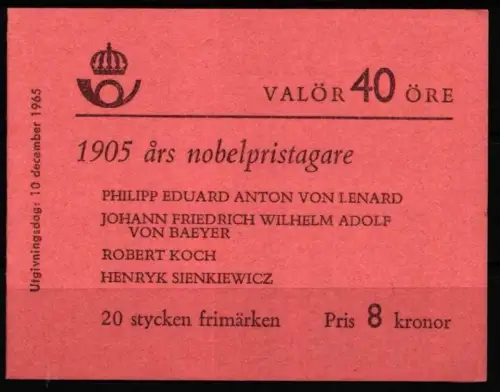 VALÖR 40 ÖRE
1905 års nobelpristagare
PHILIPP EDUARD ANTON VON LENARD
JOHANN FRIEDRICH WILHELM ADOLF
VON BAEYER
ROBERT KOCH
HENRYK SIENKIEWICZ
20 stycken frimärken Pris 8 kronor
Utgivningsdag: 10 december 1965